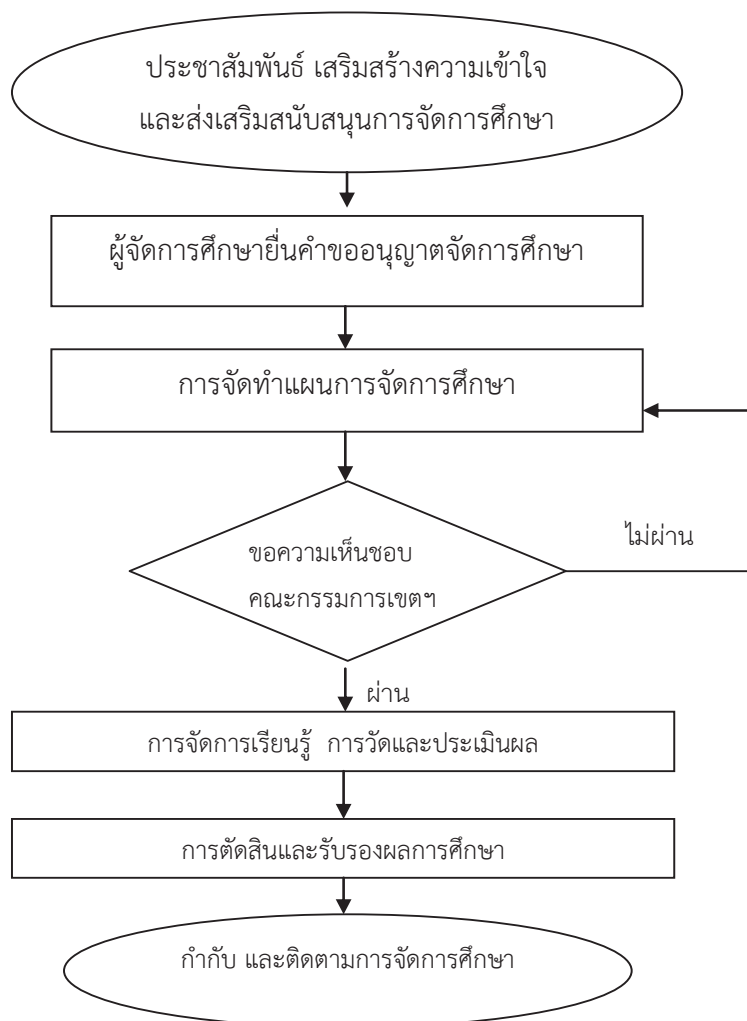 ประชาสัมพันธ์ เสริมสร้างความเข้าใจ
และส่งเสริมสนับสนุนการจัดการศึกษา
ผู้จัดการศึกษายื่นคำขออนุญาตจัดการศึกษา
การจัดทำแผนการจัดการศึกษา
ขอความเห็นชอบ
คณะกรรมการเขตฯ
ไม่ผ่าน
ผ่าน
การจัดการเรียนรู้ การวัดและประเมินผล
การตัดสินและรับรองผลการศึกษา
กำกับ และติดตามการจัดการศึกษา